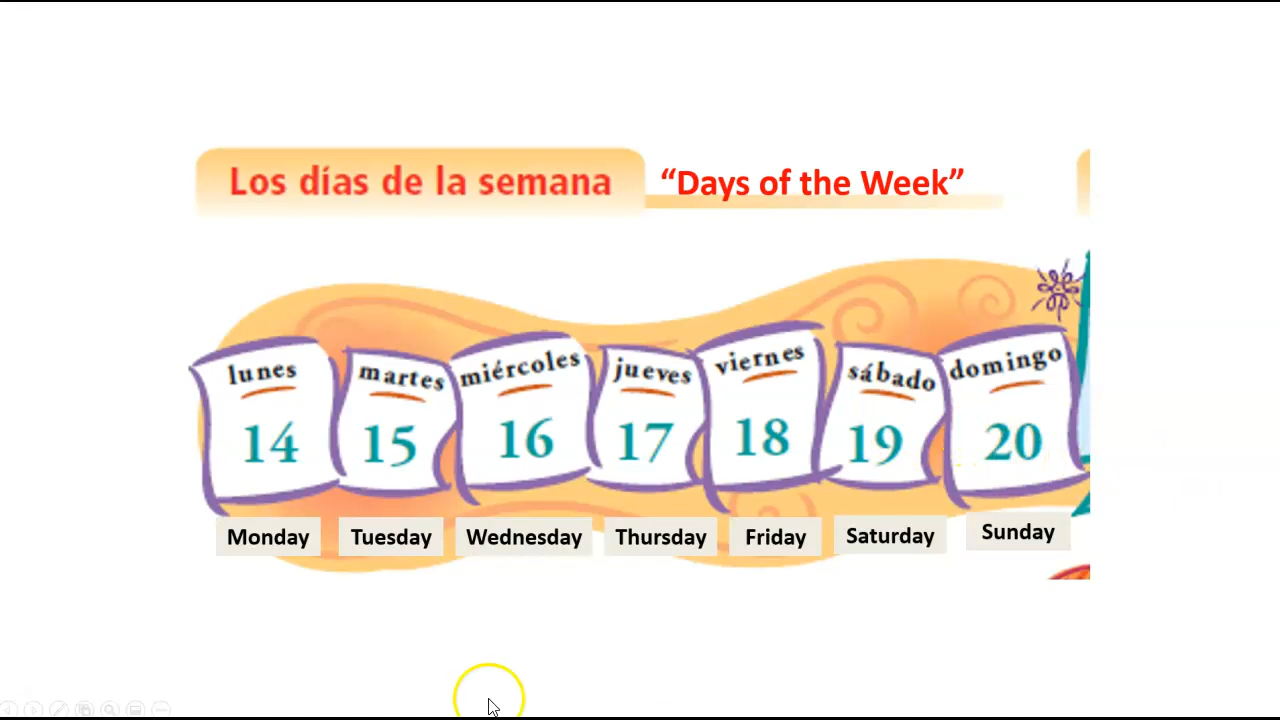 Los días de la semana “Days of the Week”
lunes martes miércoles jueves viernes sábado domingo
14 15 16 17 18 19 20
Monday Tuesday Wednesday Thursday Friday Saturday Sunday